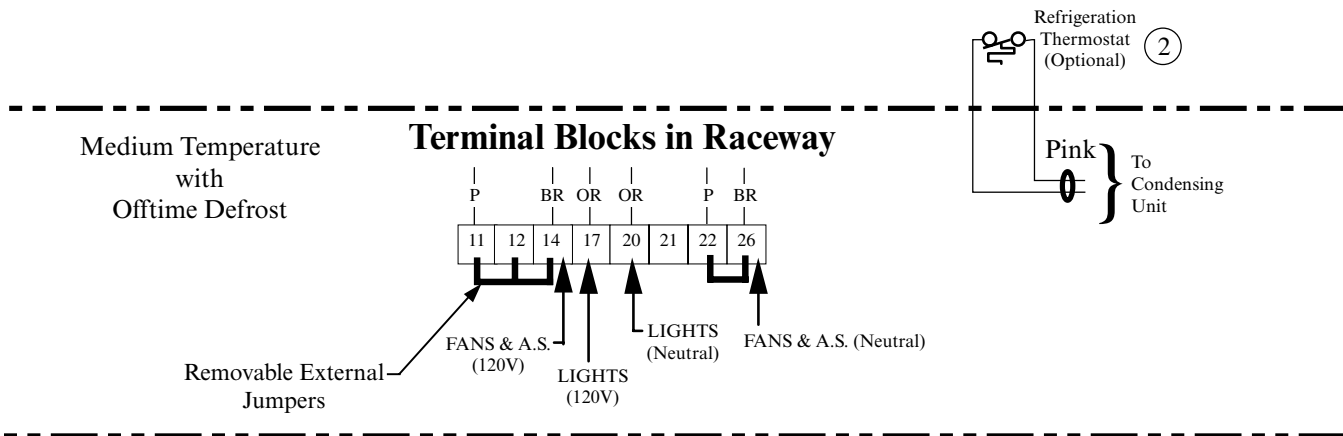 Refrigeration
Thermostat
(Optional)
2
Medium Temperature
with
Offtime Defrost
Terminal Blocks in Raceway
Pink
To
Condensing
Unit
P BR OR OR P BR
11 12 14 17 20 21 22 26
FANS & A.S.
(120V)
LIGHTS
(120V)
LIGHTS
(Neutral)
FANS & A.S. (Neutral)
Removable External
Jumpers